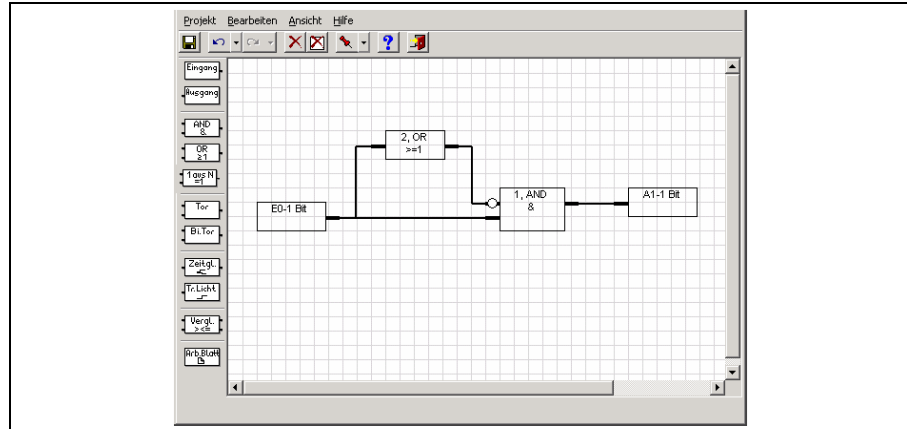 Projekt Bearbeiten Ansicht Hilfe
?
Eingang
Ausgang
AND
&
OR
≥1
1 aus N
=1
Tor
Bi.Tor
Zeitgl.
Tr.Licht
Vergl.
><=
Arb.Blatt
2, OR
>=1
E0-1 Bit
1, AND
&
A1-1 Bit